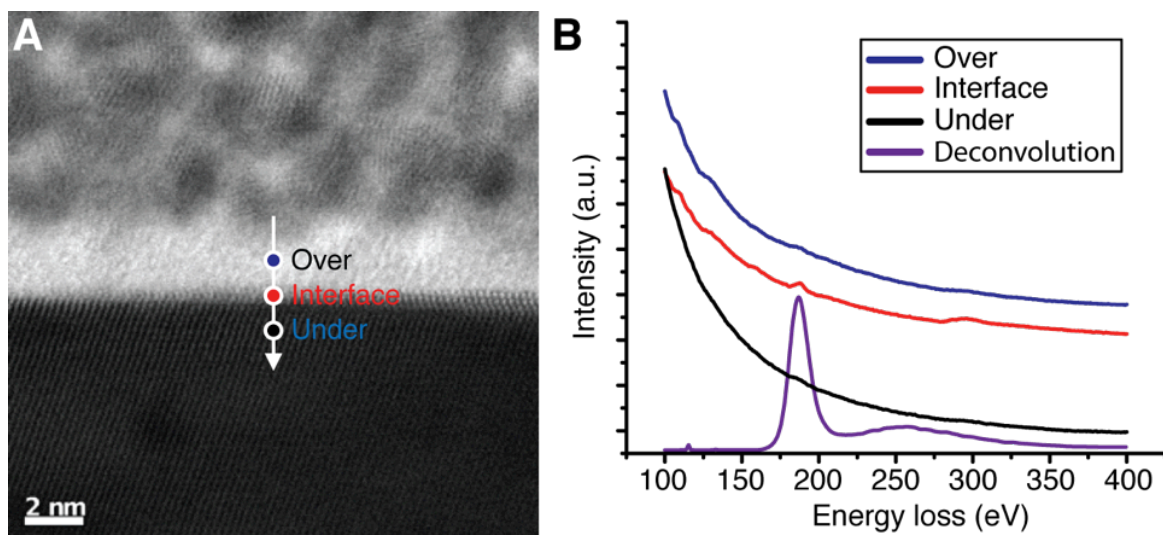 A
Over
Interface
Under
2 nm
B
Over
Interface
Under
Deconvolution
Intensity (a.u.)
100 150 200 250 300 350 400
Energy loss (eV)